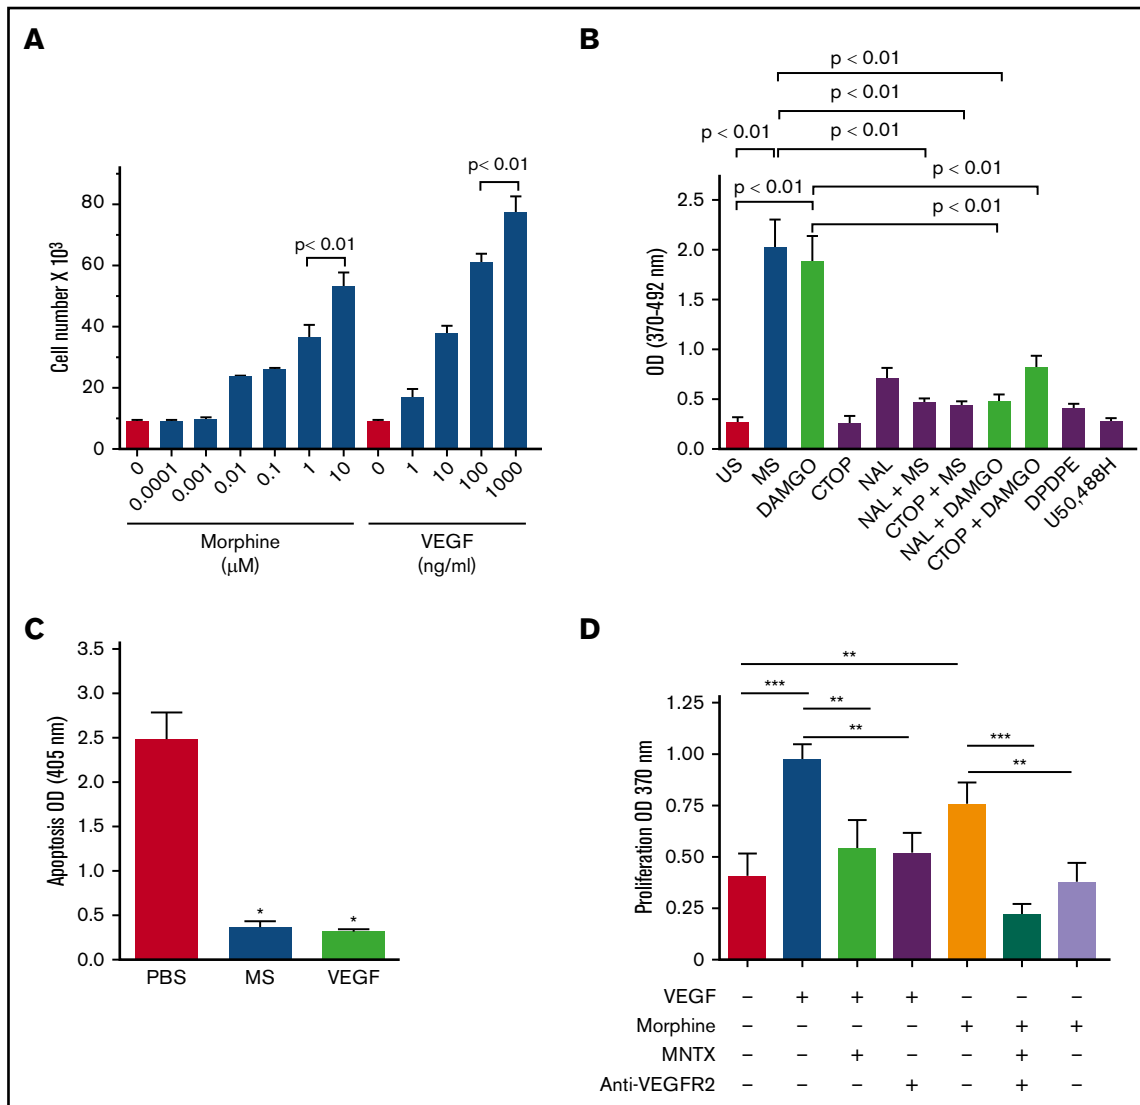 A
p< 0.01
p< 0.01
Cell number X 10³
80
60
40
20
0
0
0.0001
0.001
0.01
0.1
1
10
0
1
10
100
1000
Morphine
(µM)
VEGF
(ng/ml)
B
p < 0.01
p < 0.01
p < 0.01
p < 0.01
p < 0.01
p < 0.01
p < 0.01
OD (370-492 nm)
2.5
2.0
1.5
1.0
0.5
0.0
US
MS
DAMGO
CTOP
NAL
NAL + MS
CTOP + MS
NAL + DAMGO
CTOP + DAMGO
DPDPE
U50,488H
C
Apoptosis OD (405 nm)
3.5
3.0
2.5
2.0
1.5
1.0
0.5
0.0
* *
PBS MS VEGF
D
**
***
**
**
***
**
Proliferation OD 370 nm
1.25
1.00
0.75
0.50
0.25
0
VEGF – + + + – – –
Morphine – – – – + + +
MNTX – – + – – + –
Anti-VEGFR2 – – – + – + –